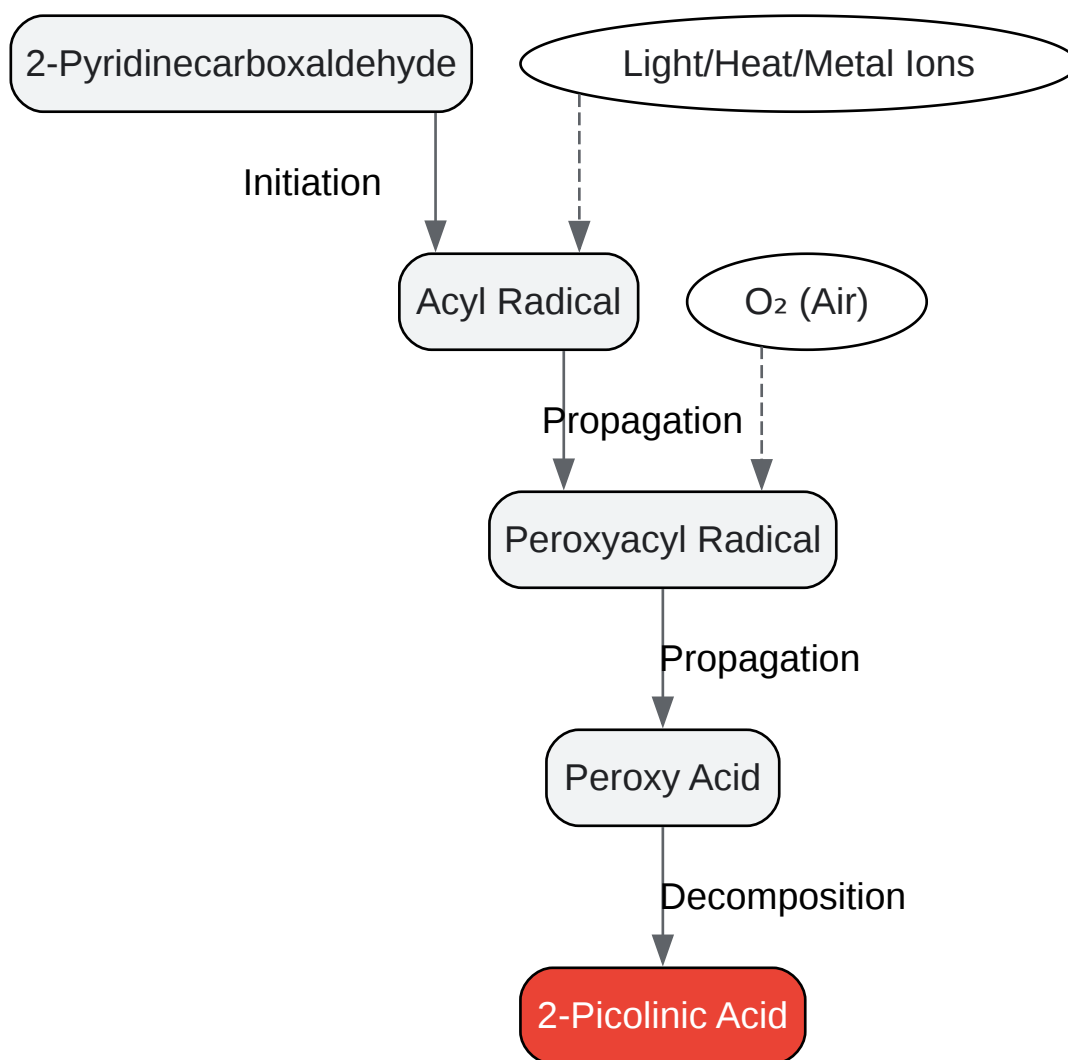 2-Pyridinecarboxaldehyde
Light/Heat/Metal Ions
Initiation
Acyl Radical
O₂ (Air)
Propagation
Peroxyacyl Radical
Propagation
Peroxy Acid
Decomposition
2-Picolinic Acid